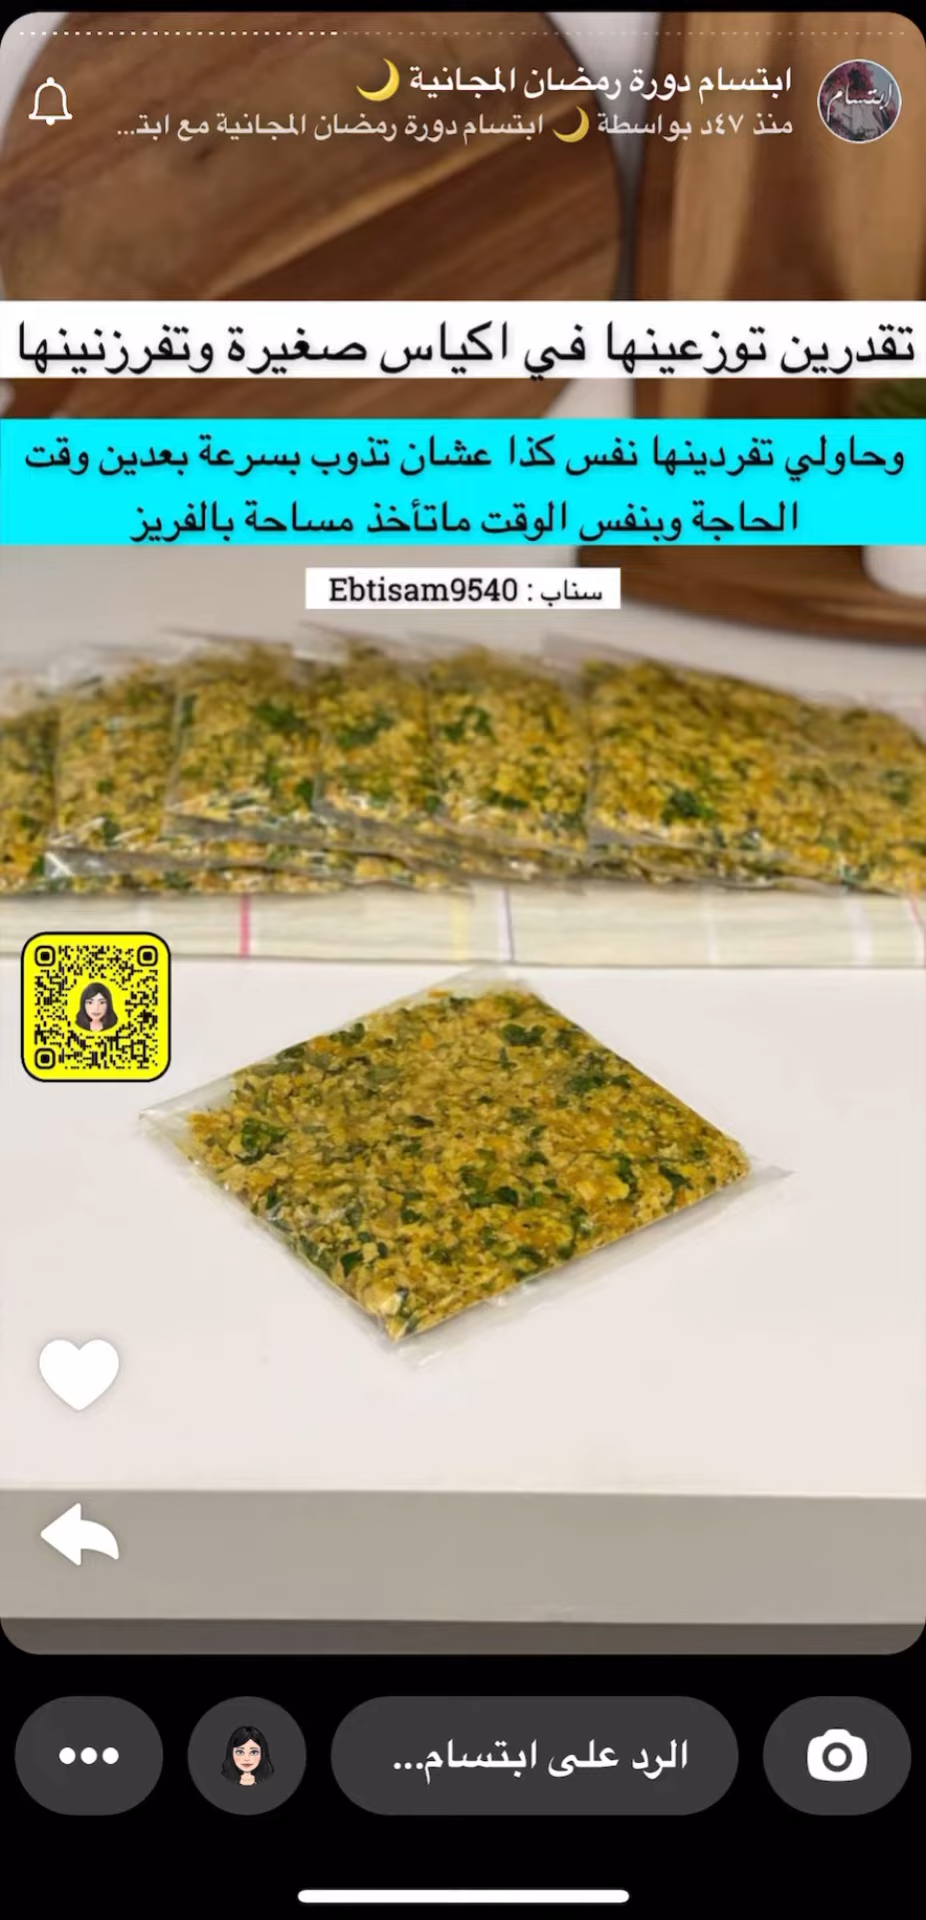 ابتسام دورة رمضان المجانية 🌙
منذ ٤٧د بواسطة 🌙 ابتسام دورة رمضان المجانية مع ابتـ...
ابتسام
تقدرين توزعينها في اكياس صغيرة وتفرزنينها
وحاولي تفردينها نفس كذا عشان تذوب بسرعة بعدين وقت
الحاجة وبنفس الوقت ماتأخذ مساحة بالفريز
سناب : Ebtisam9540
الرد على ابتسام...